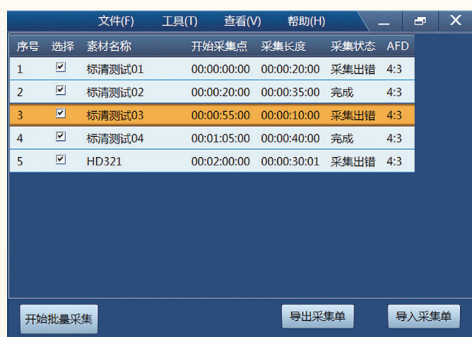 文件(F) 工具(T) 查看(V) 帮助(H)
序号 选择 素材名称 开始采集点 采集长度 采集状态 AFD
1 标清测试01 00:00:00:00 00:00:20:00 采集出错 4:3
2 标清测试02 00:00:20:00 00:00:35:00 完成 4:3
3 标清测试03 00:00:55:00 00:00:10:00 采集出错 4:3
4 标清测试04 00:01:05:00 00:00:40:00 完成 4:3
5 HD321 00:02:00:00 00:00:30:01 采集出错 4:3
开始批量采集 导出采集单 导入采集单